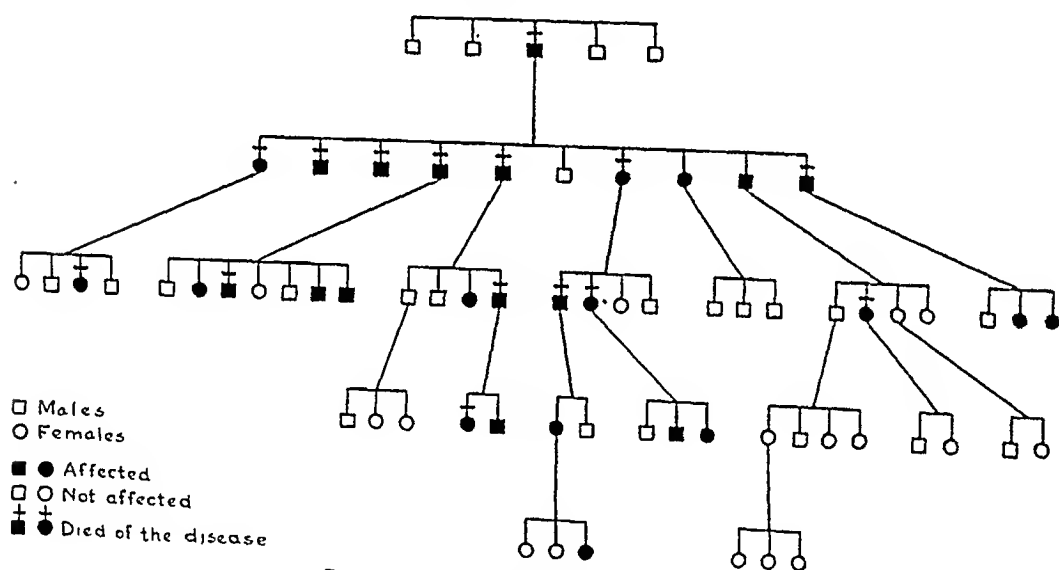 Males
Females
Affected
Not affected
Died of the disease